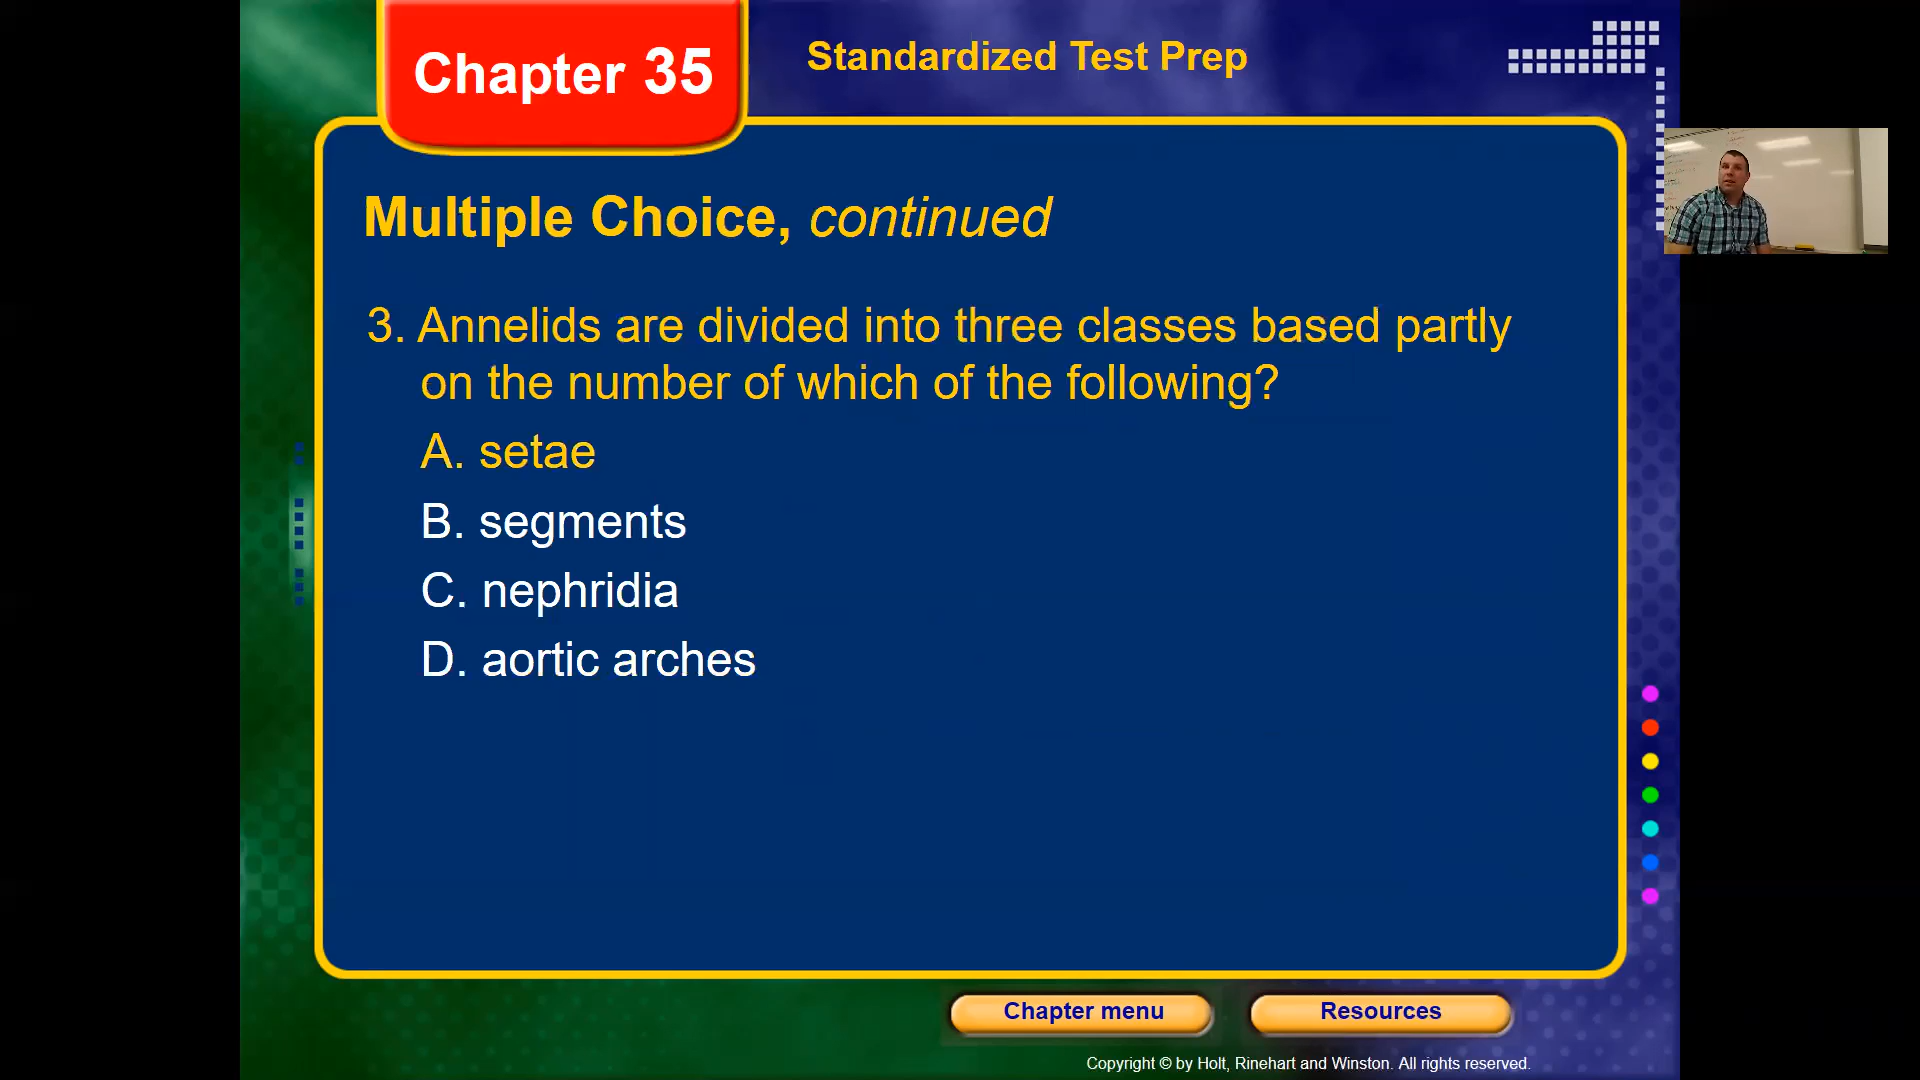 Chapter 35
Standardized Test Prep
Multiple Choice, continued
3. Annelids are divided into three classes based partly
on the number of which of the following?
A. setae
B. segments
C. nephridia
D. aortic arches
Chapter menu
Resources
Copyright © by Holt, Rinehart and Winston. All rights reserved.